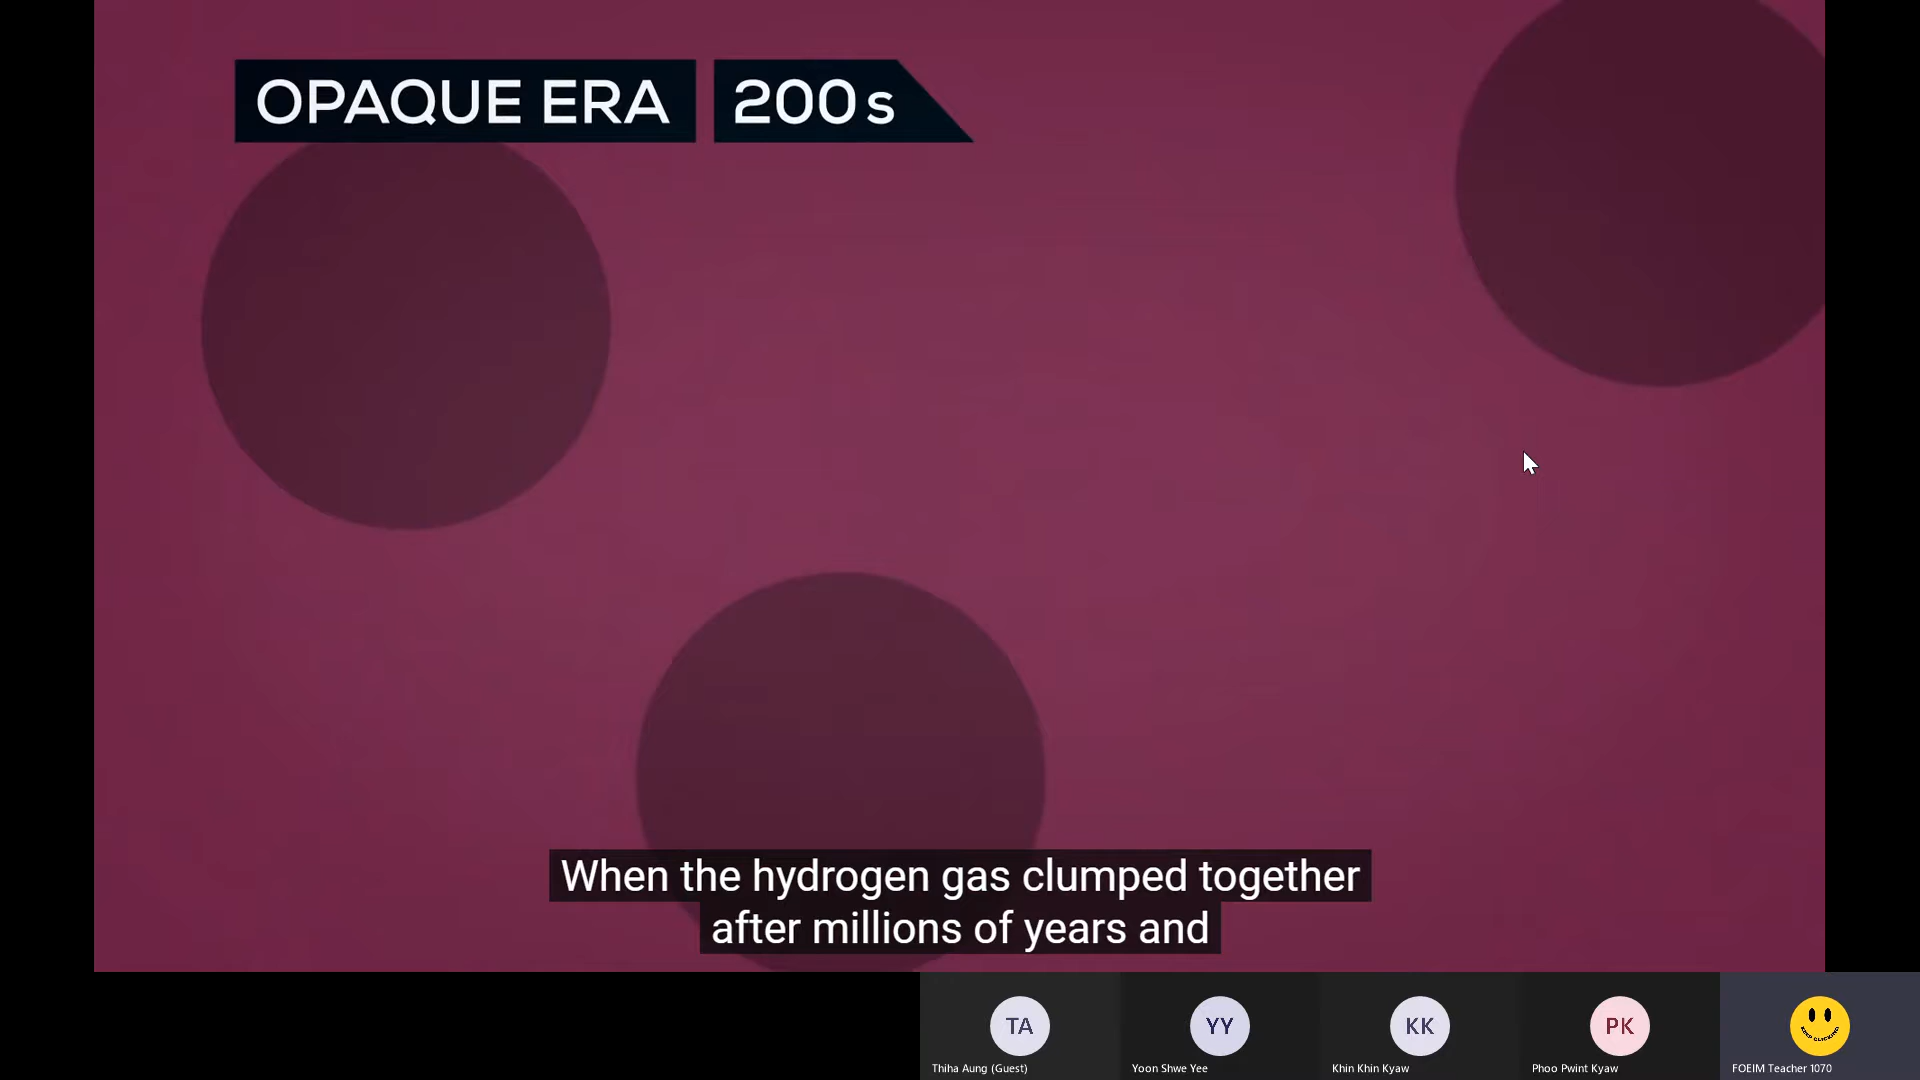 OPAQUE ERA 200s
When the hydrogen gas clumped together
after millions of years and
TA YY KK PK
Thiha Aung (Guest) Yoon Shwe Yee Khin Khin Kyaw Phoo Pwint Kyaw FOEIM Teacher 1070